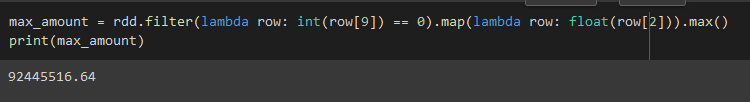 max_amount = rdd.filter(lambda row: int(row[9]) == 0).map(lambda row: float(row[2])).max()
print(max_amount)
92445516.64